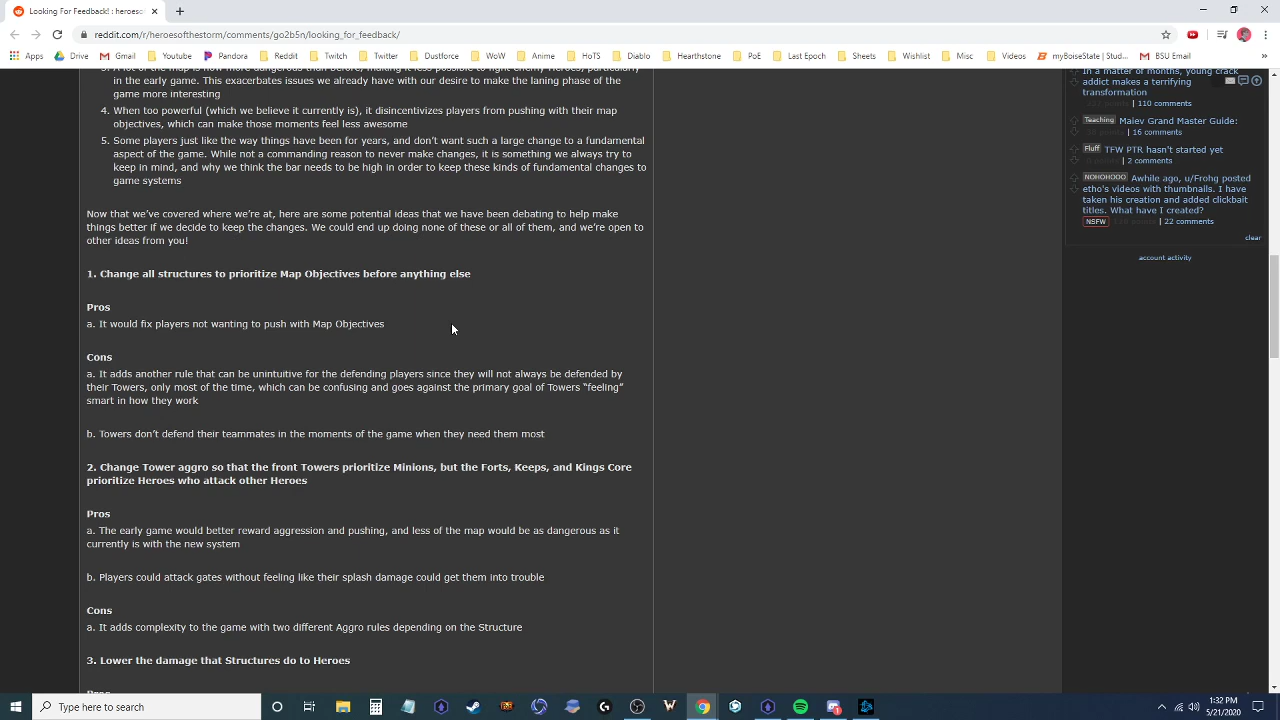 Looking For Feedback! : heroesof
reddit.com/r/heroesofthestorm/comments/go2b5n/looking_for_feedback/
Apps
Drive
Gmail
Youtube
Pandora
Reddit
Twitch
Twitter
Dustforce
WoW
Animo
HoTS
Diablo
Hearthstone
PoE
Last Epoch
Sheets
Wishlist
Misc
Videos
myBoiseState | Stud
BSU Email
in the early game. This exacerbates issues we already have with our desire to make the laning phase of the
game more interesting
4. When too powerful (which we believe it currently is), it disincentivizes players from pushing with their map
objectives, which can make those moments feel less awesome
5. Some players just like the way things have been for years, and don’t want such a large change to a fundamental
aspect of the game. While not a commanding reason to never make changes, it is something we always try to
keep in mind, and why we think the bar needs to be high in order to keep these kinds of fundamental changes to
game systems
Now that we’ve covered where we’re at, here are some potential ideas that we have been debating to help make
things better if we decide to keep the changes. We could end up doing none of these or all of them, and we’re open to
other ideas from you!
1. Change all structures to prioritize Map Objectives before anything else
Pros
a. It would fix players not wanting to push with Map Objectives
Cons
a. It adds another rule that can be unintuitive for the defending players since they will not always be defended by
their Towers, only most of the time, which can be confusing and goes against the primary goal of Towers “feeling”
smart in how they work
b. Towers don’t defend their teammates in the moments of the game when they need them most
2. Change Tower aggro so that the front Towers prioritize Minions, but the Forts, Keeps, and Kings Core
prioritize Heroes who attack other Heroes
Pros
a. The early game would better reward aggression and pushing, and less of the map would be as dangerous as it
currently is with the new system
b. Players could attack gates without feeling like their splash damage could get them into trouble
Cons
a. It adds complexity to the game with two different Aggro rules depending on the Structure
3. Lower the damage that Structures do to Heroes
In a matter of months, young crack
addict makes a terrifying
transformation
110 comments
Teaching Malev Grand Master Guide:
16 comments
Fluff TFW PTR hasn't started yet
2 comments
NOHOHOOO Awhile ago, u/Frohg posted
etho's videos with thumbnails. I have
taken his creation and added clickbait
titles. What have I created?
NSFW | 22 comments
clear
account activity
Type here to search
1:32 PM
5/21/2020